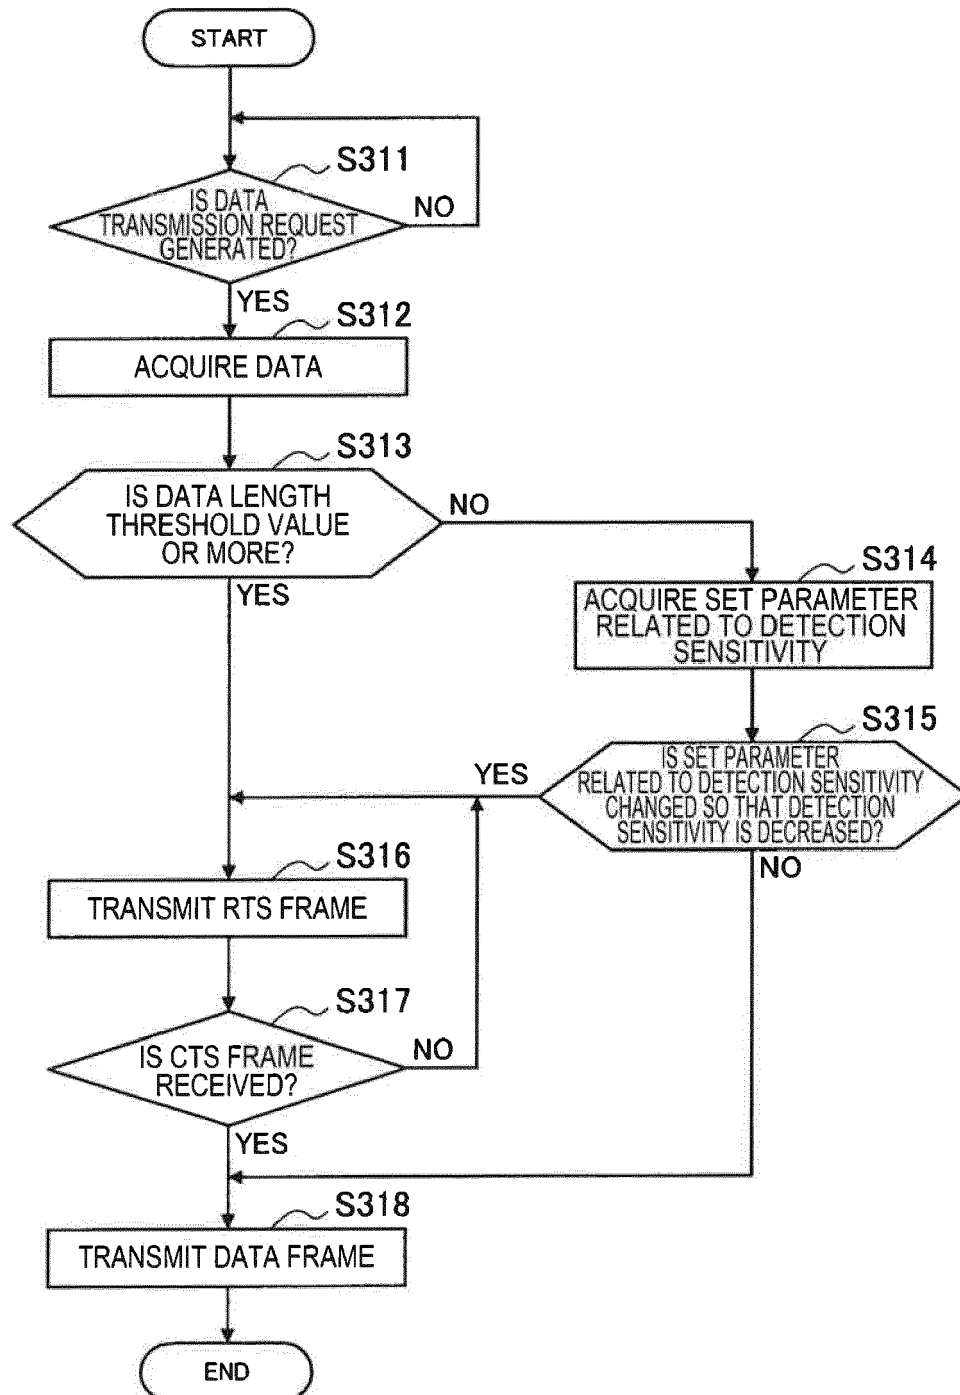 START
S311
IS DATA
TRANSMISSION REQUEST
GENERATED?
NO
YES
S312
ACQUIRE DATA
S313
IS DATA LENGTH
THRESHOLD VALUE
OR MORE?
NO
YES
S314
ACQUIRE SET PARAMETER
RELATED TO DETECTION
SENSITIVITY
S315
IS SET PARAMETER
RELATED TO DETECTION SENSITIVITY
CHANGED SO THAT DETECTION
SENSITIVITY IS DECREASED?
YES
NO
S316
TRANSMIT RTS FRAME
S317
IS CTS FRAME
RECEIVED?
NO
YES
S318
TRANSMIT DATA FRAME
END